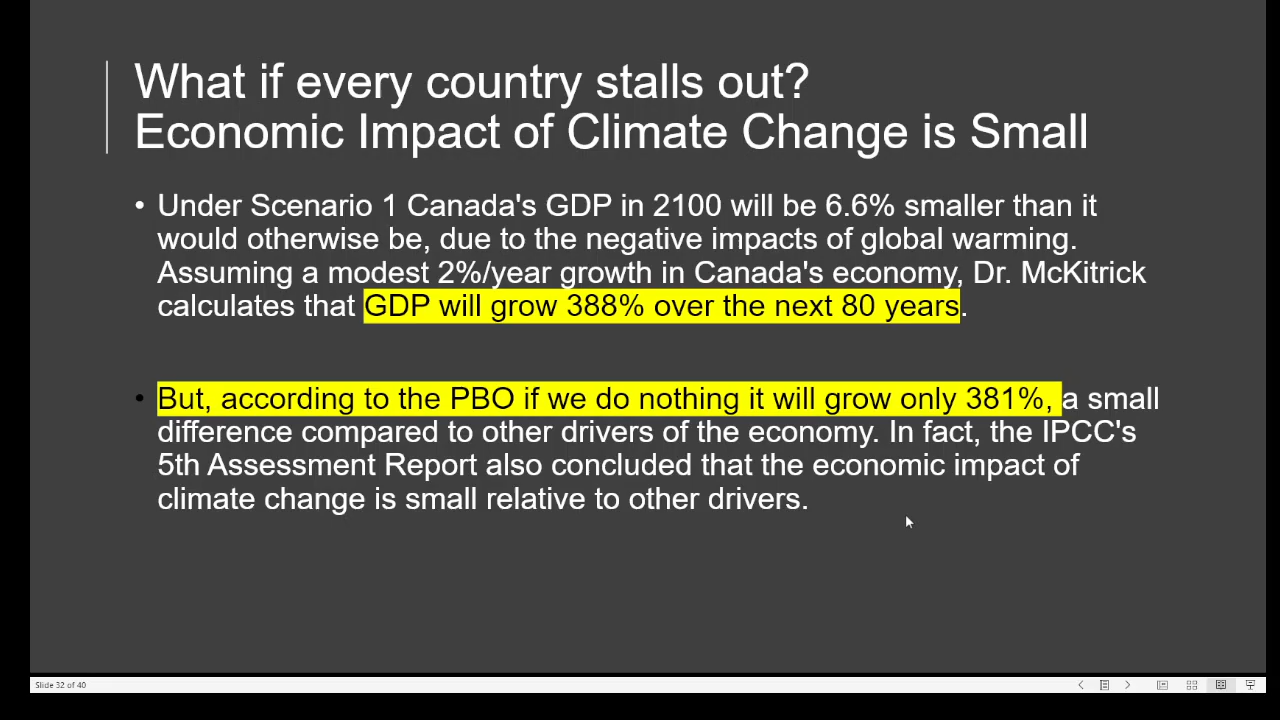 What if every country stalls out?
Economic Impact of Climate Change is Small
• Under Scenario 1 Canada's GDP in 2100 will be 6.6% smaller than it
would otherwise be, due to the negative impacts of global warming.
Assuming a modest 2%/year growth in Canada's economy, Dr. McKitrick
calculates that GDP will grow 388% over the next 80 years.
• But, according to the PBO if we do nothing it will grow only 381%, a small
difference compared to other drivers of the economy. In fact, the IPCC's
5th Assessment Report also concluded that the economic impact of
climate change is small relative to other drivers.
Slide 32 of 40